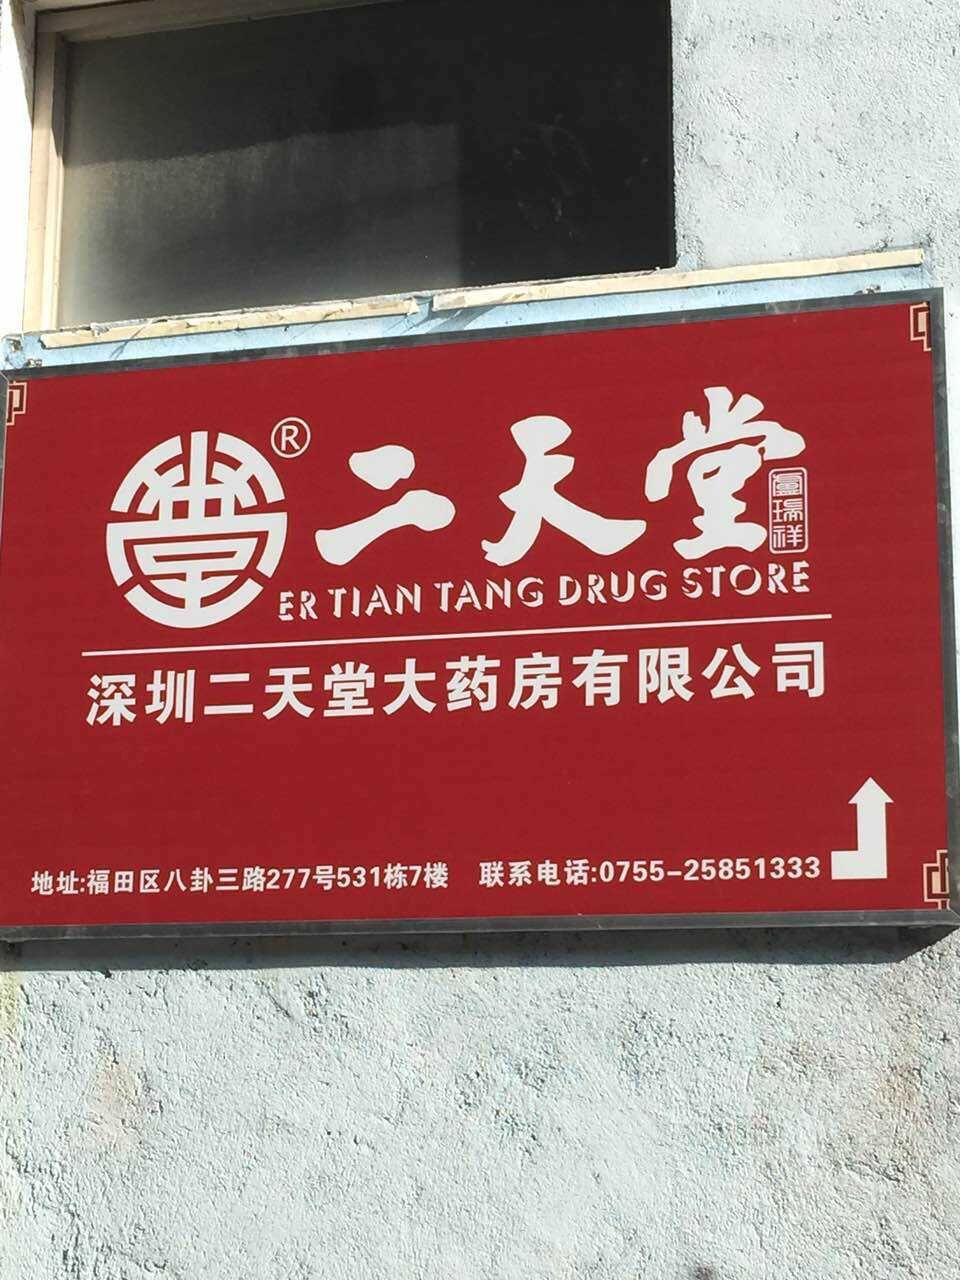 ®
二天堂
盧瑞祥
ER TIAN TANG DRUG STORE
深圳二天堂大药房有限公司
地址:福田区八卦三路277号531栋7楼 联系电话:0755-25851333